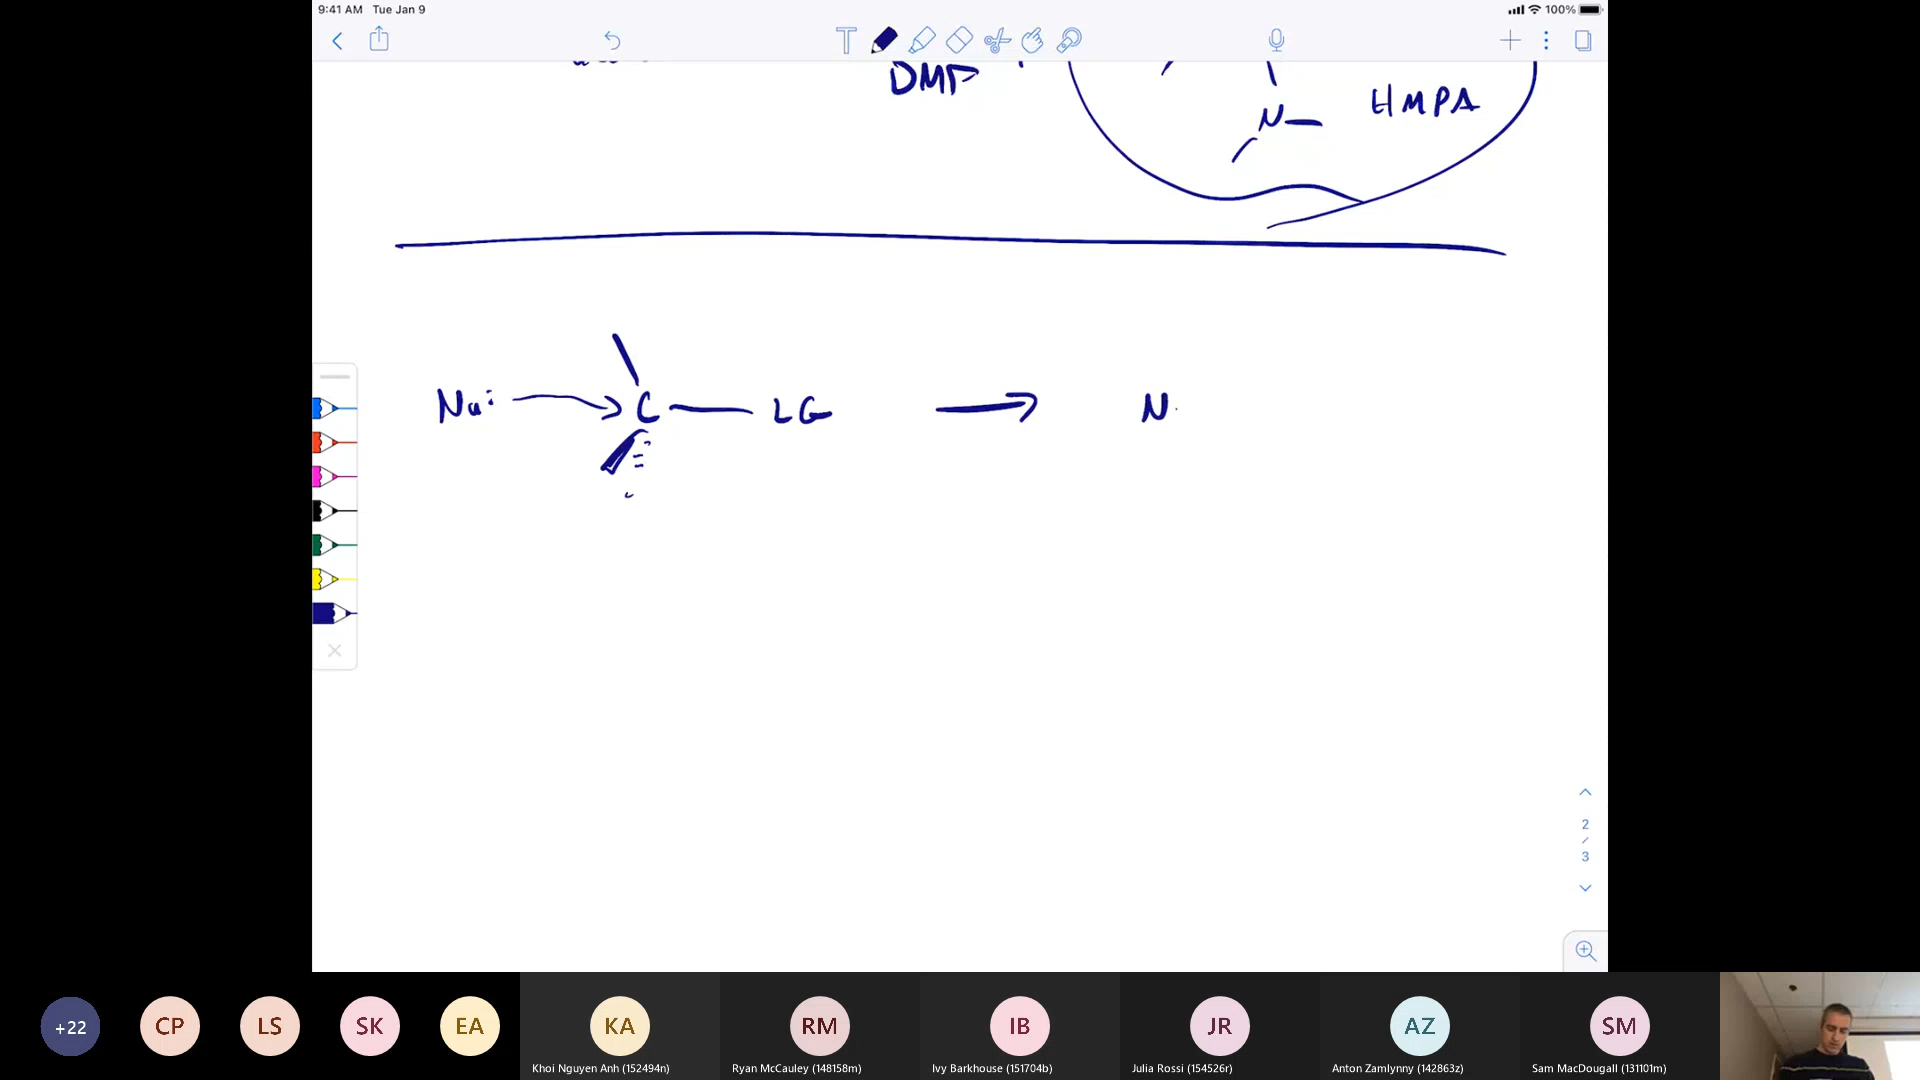 9:41 AM Tue Jan 9
100%
T
DMF
N
HMPA
Nu:
C
LG
N
2
3
+22
CP
LS
SK
EA
KA
RM
IB
JR
AZ
SM
Khoi Nguyen Anh (152494n)
Ryan McCauley (148158m)
Ivy Barkhouse (151704b)
Julia Rossi (154526r)
Anton Zamlynny (142863z)
Sam MacDougall (131101m)